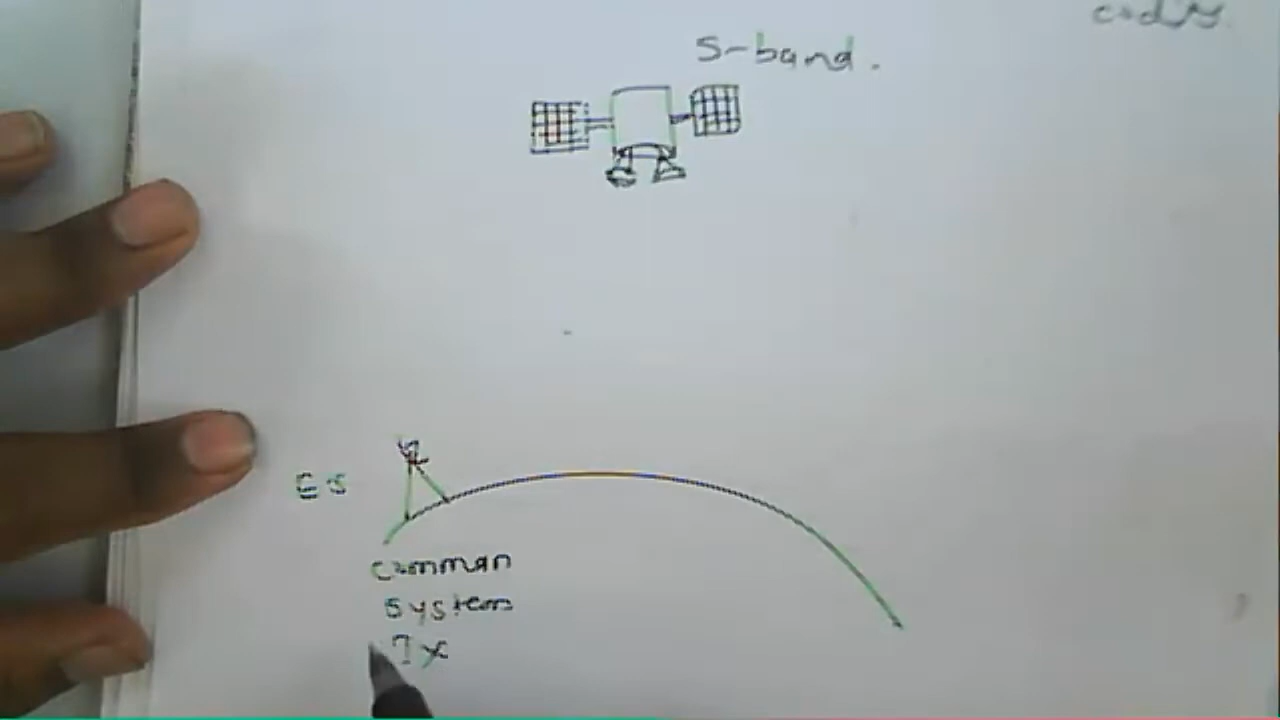 S-band.
ES
comman
system
Tx